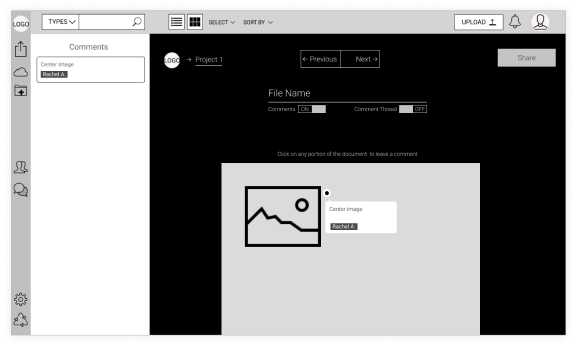 LOGO
TYPES
SELECT
SORT BY
UPLOAD
Comments
Center image
Rachel A.
LOGO → Project 1
← Previous
Next →
Share
File Name
Comments ON
Comment Thread OFF
Click on any portion of the document to leave a comment
Center image
Rachel A.